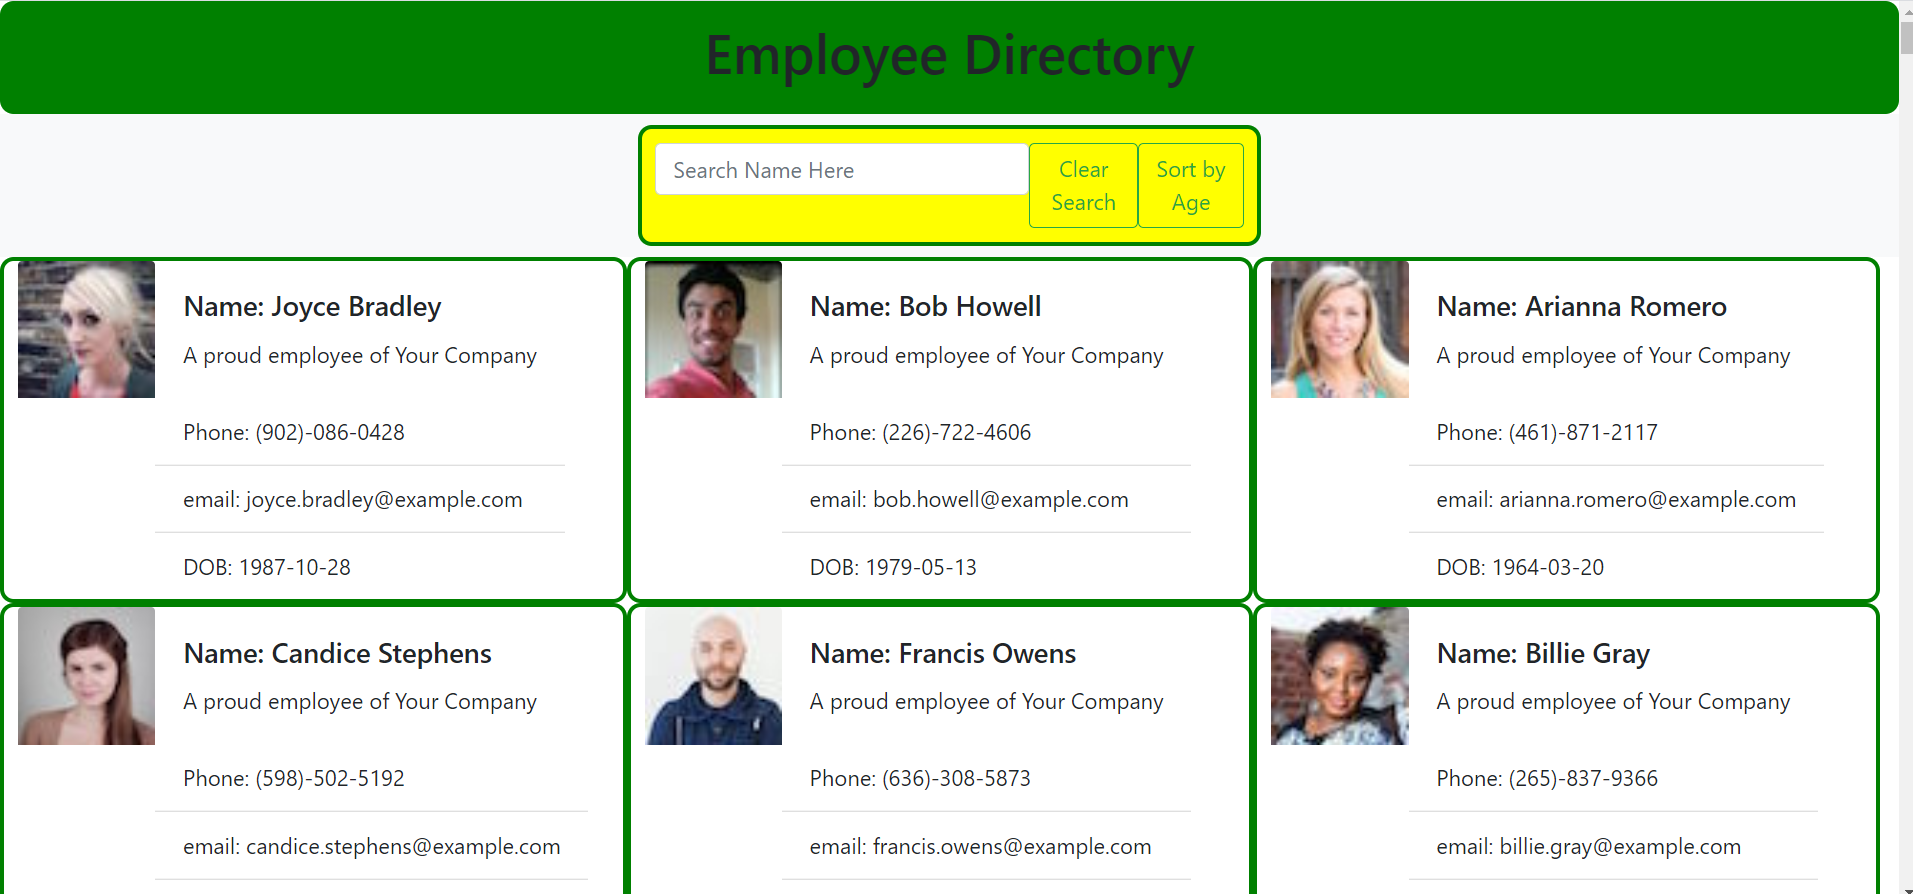 Employee Directory
Search Name Here
Clear
Search
Sort by
Age
Name: Joyce Bradley
A proud employee of Your Company
Phone: (902)-086-0428
email: joyce.bradley@example.com
DOB: 1987-10-28
Name: Bob Howell
A proud employee of Your Company
Phone: (226)-722-4606
email: bob.howell@example.com
DOB: 1979-05-13
Name: Arianna Romero
A proud employee of Your Company
Phone: (461)-871-2117
email: arianna.romero@example.com
DOB: 1964-03-20
Name: Candice Stephens
A proud employee of Your Company
Phone: (598)-502-5192
email: candice.stephens@example.com
Name: Francis Owens
A proud employee of Your Company
Phone: (636)-308-5873
email: francis.owens@example.com
Name: Billie Gray
A proud employee of Your Company
Phone: (265)-837-9366
email: billie.gray@example.com